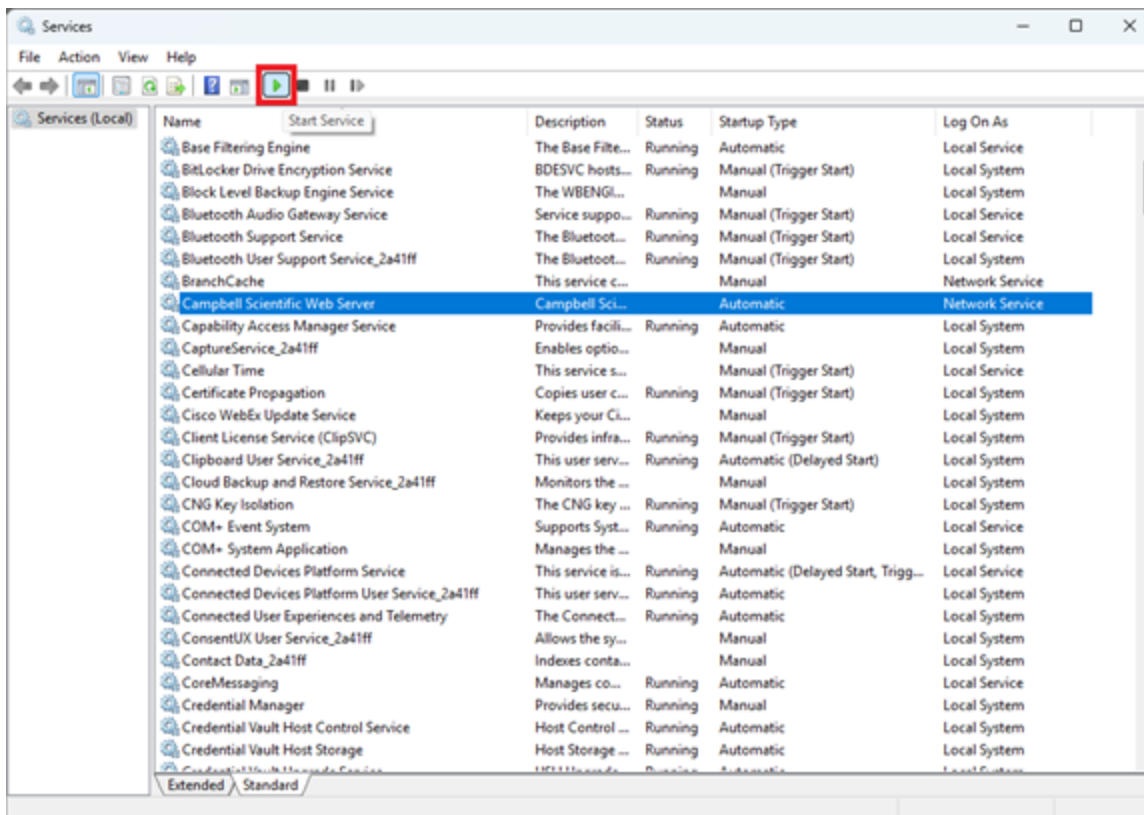 Services
File Action View Help
Services (Local)
Name Start Service Description Status Startup Type Log On As
Base Filtering Engine The Base Filte... Running Automatic Local Service
BitLocker Drive Encryption Service BDESVC hosts... Running Manual (Trigger Start) Local System
Block Level Backup Engine Service The WBENGI... Manual Local System
Bluetooth Audio Gateway Service Service suppo... Running Manual (Trigger Start) Local Service
Bluetooth Support Service The Bluetoot... Running Manual (Trigger Start) Local Service
Bluetooth User Support Service_2a41ff The Bluetoot... Running Manual (Trigger Start) Local System
BranchCache This service c... Manual Network Service
Campbell Scientific Web Server Campbell Sci... Automatic Network Service
Capability Access Manager Service Provides facili... Running Automatic Local System
CaptureService_2a41ff Enables optio... Manual Local System
Cellular Time This service s... Manual (Trigger Start) Local Service
Certificate Propagation Copies user c... Running Manual (Trigger Start) Local System
Cisco WebEx Update Service Keeps your Ci... Manual Local System
Client License Service (ClipSVC) Provides infra... Running Manual (Trigger Start) Local System
Clipboard User Service_2a41ff This user serv... Running Automatic (Delayed Start) Local System
Cloud Backup and Restore Service_2a41ff Monitors the ... Manual Local System
CNG Key Isolation The CNG key ... Running Manual (Trigger Start) Local System
COM+ Event System Supports Syst... Running Automatic Local Service
COM+ System Application Manages the ... Manual Local System
Connected Devices Platform Service This service is... Running Automatic (Delayed Start, Trigg... Local Service
Connected Devices Platform User Service_2a41ff This user serv... Running Automatic Local System
Connected User Experiences and Telemetry The Connect... Running Automatic Local System
ConsentUX User Service_2a41ff Allows the sy... Manual Local System
Contact Data_2a41ff Indexes conta... Manual Local System
CoreMessaging Manages co... Running Automatic Local Service
Credential Manager Provides secu... Running Manual Local System
Credential Vault Host Control Service Host Control ... Running Automatic Local System
Credential Vault Host Storage Host Storage ... Running Automatic Local System
Extended Standard